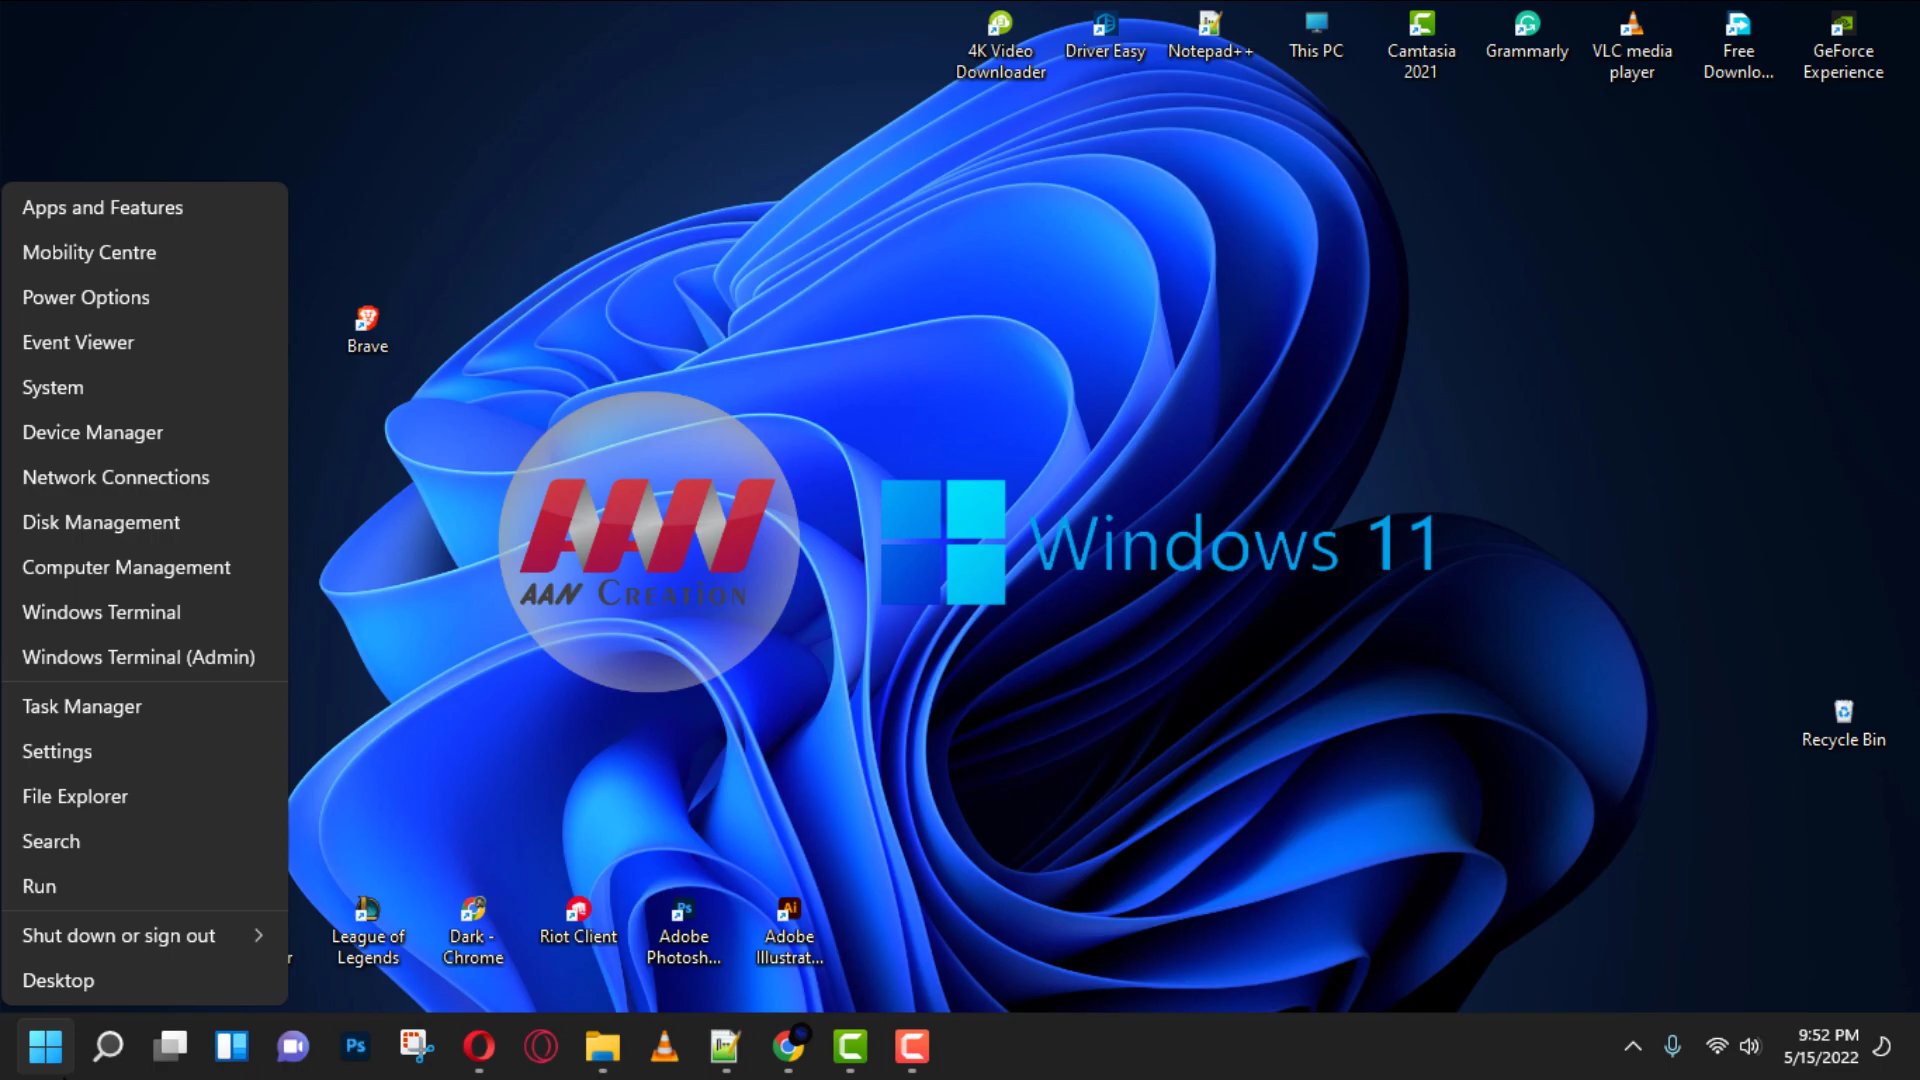 4K Video
Downloader
Driver Easy
Notepad++
This PC
Camtasia
2021
Grammarly
VLC media
player
Free
Downlo...
GeForce
Experience
Apps and Features
Mobility Centre
Power Options
Event Viewer
System
Device Manager
Network Connections
Disk Management
Computer Management
Windows Terminal
Windows Terminal (Admin)
Task Manager
Settings
File Explorer
Search
Run
Shut down or sign out
Desktop
Brave
AAN
AAN CREATION
Windows 11
Recycle Bin
r
League of
Legends
Dark -
Chrome
Riot Client
Ps
Adobe
Photosh...
Ai
Adobe
Illustrat...
Ps
9:52 PM
5/15/2022